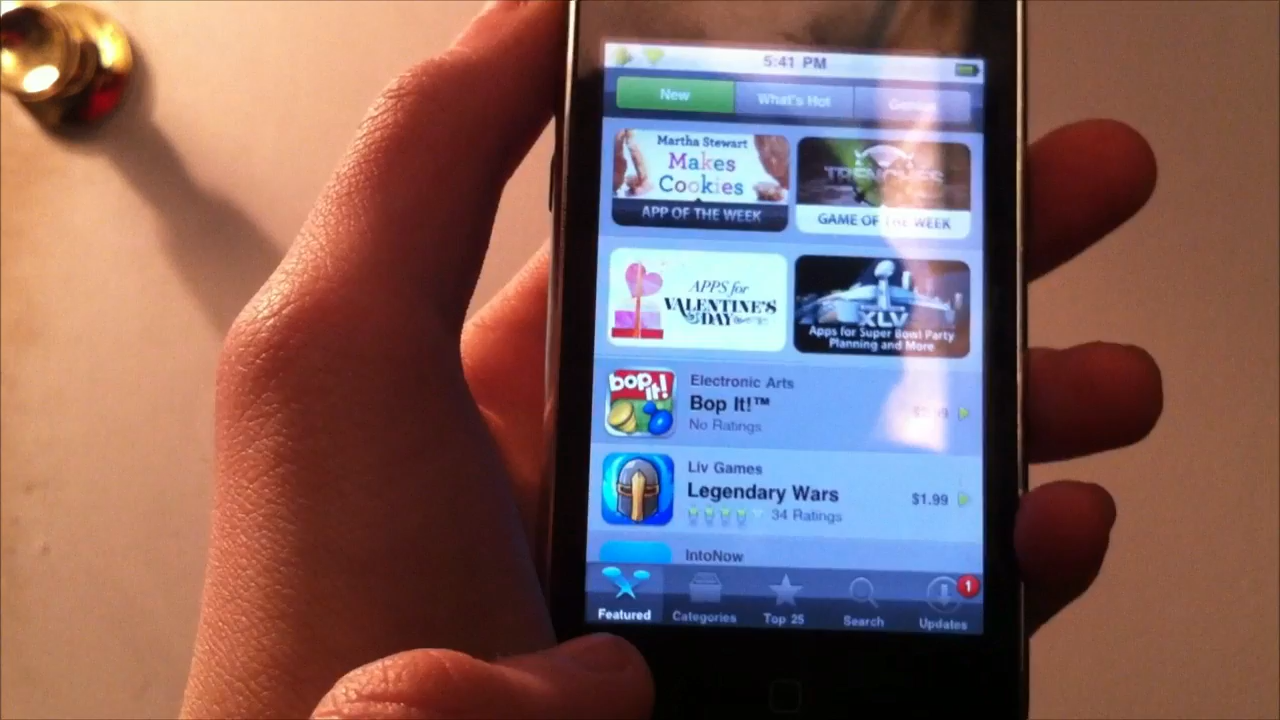 5:41 PM
New
What's Hot
Genius
Martha Stewart
Makes
Cookies
APP OF THE WEEK
TRENCHES
GAME OF THE WEEK
APPS for
VALENTINE'S
DAY
XLV
Apps for Super Bowl Party
Planning and More
bop it!
Electronic Arts
Bop It!™
No Ratings
Liv Games
Legendary Wars
$1.99
34 Ratings
IntoNow
1
Featured
Categories
Top 25
Search
Updates